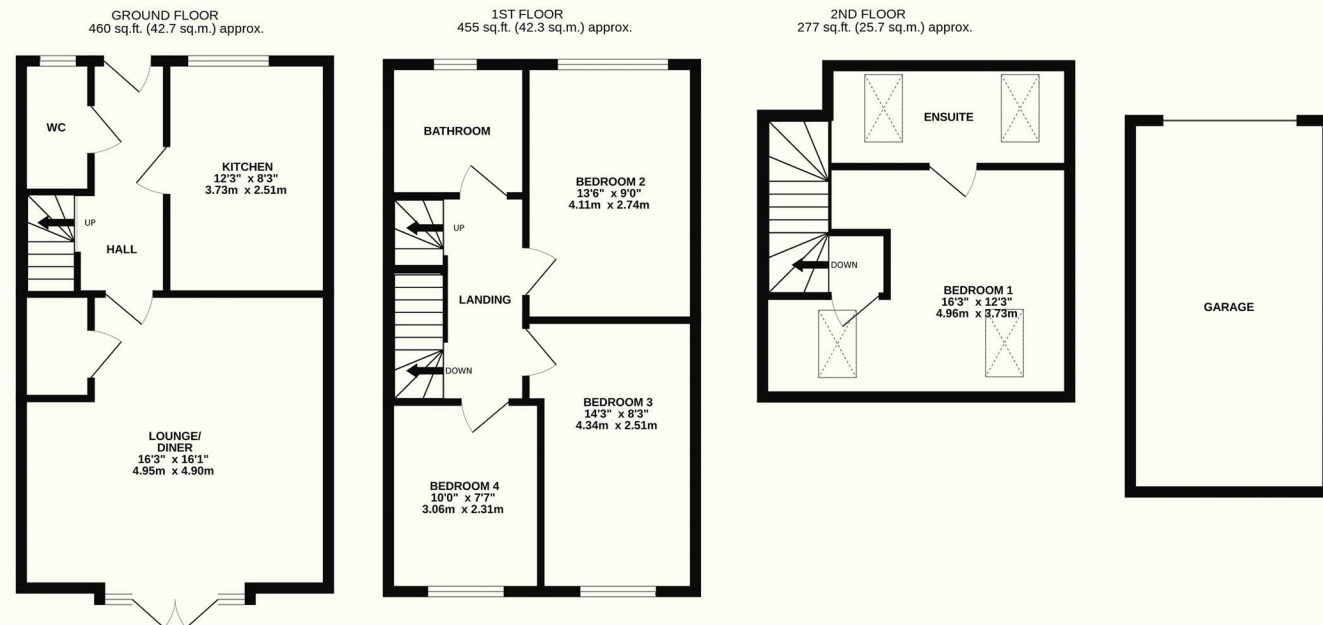 GROUND FLOOR
460 sq.ft. (42.7 sq.m.) approx.
WC
KITCHEN
12'3" x 8'3"
3.73m x 2.51m
UP
HALL
LOUNGE/
DINER
16'3" x 16'1"
4.95m x 4.90m
1ST FLOOR
455 sq.ft. (42.3 sq.m.) approx.
BATHROOM
BEDROOM 2
13'6" x 9'0"
4.11m x 2.74m
UP
LANDING
DOWN
BEDROOM 3
14'3" x 8'3"
4.34m x 2.51m
BEDROOM 4
10'0" x 7'7"
3.06m x 2.31m
2ND FLOOR
277 sq.ft. (25.7 sq.m.) approx.
ENSUITE
DOWN
BEDROOM 1
16'3" x 12'3"
4.96m x 3.73m
GARAGE